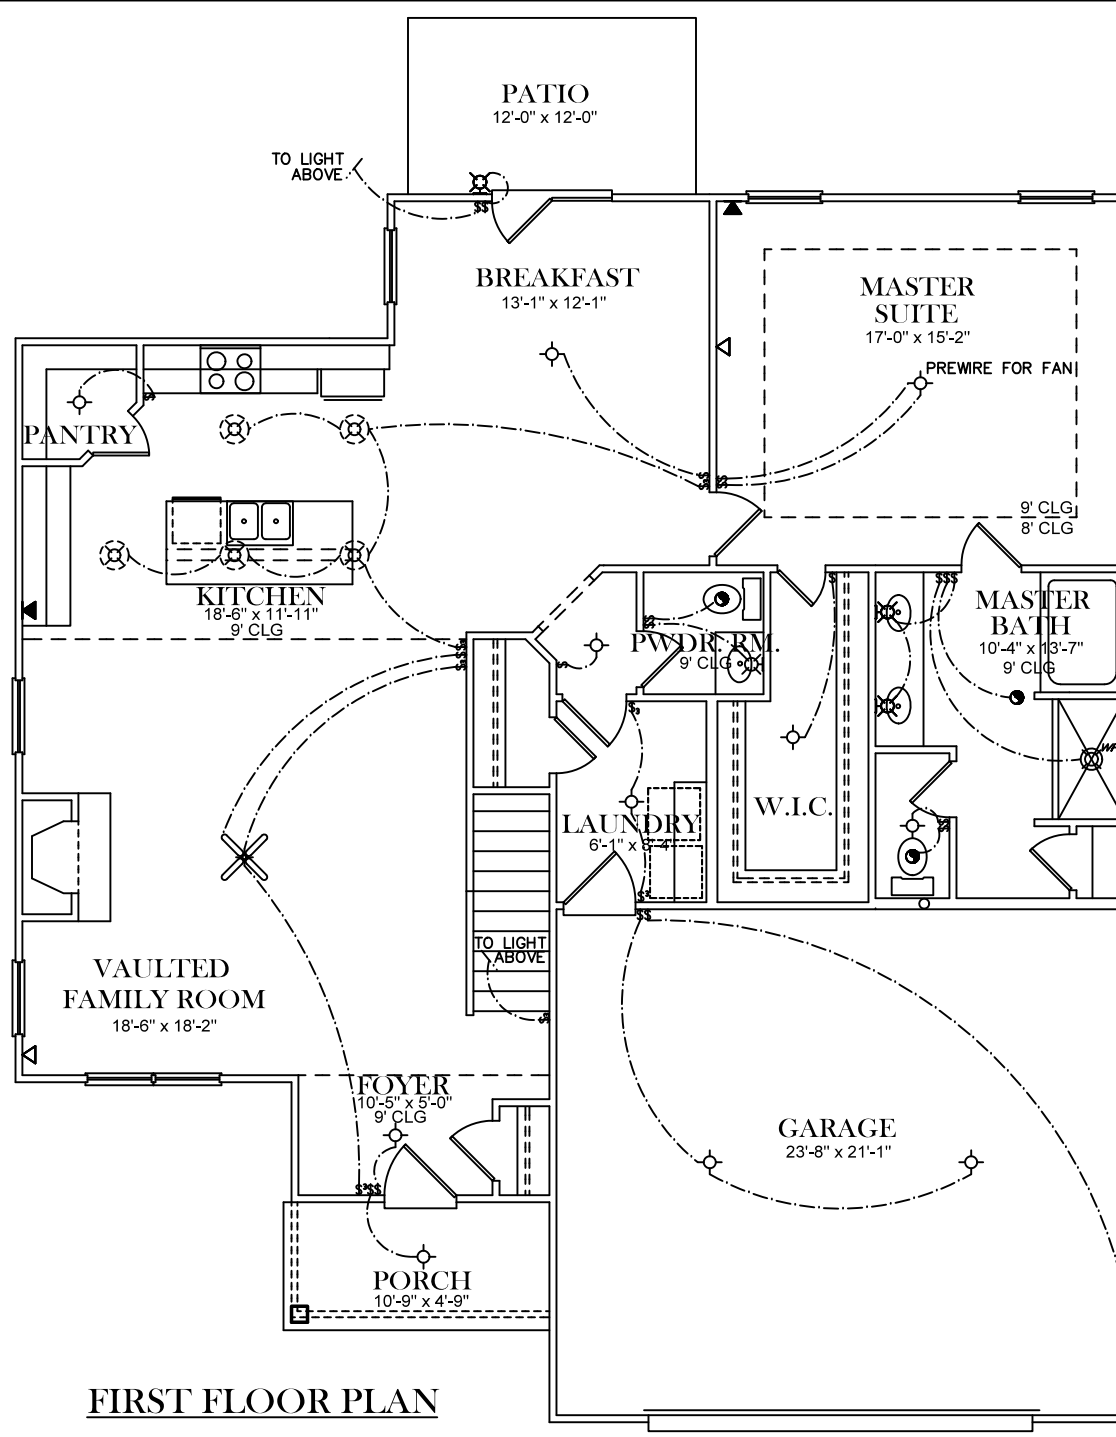 PATIO
12'-0" x 12'-0"
TO LIGHT
ABOVE
$$
BREAKFAST
13'-1" x 12'-1"
MASTER
SUITE
17'-0" x 15'-2"
PREWIRE FOR FAN
$
PANTRY
9' CLG
8' CLG
KITCHEN
18'-6" x 11'-11"
9' CLG
$
$$$
MASTER
BATH
10'-4" x 13'-7"
9' CLG
PWDR. RM.
9' CLG
$
$3
W.I.C.
LAUNDRY
6'-1" x 8'-4"
$3
$$
TO LIGHT
ABOVE
VAULTED
FAMILY ROOM
18'-6" x 18'-2"
FOYER
10'-5" x 5'-0"
9' CLG
GARAGE
23'-8" x 21'-1"
$3$$
PORCH
10'-9" x 4'-9"
FIRST FLOOR PLAN